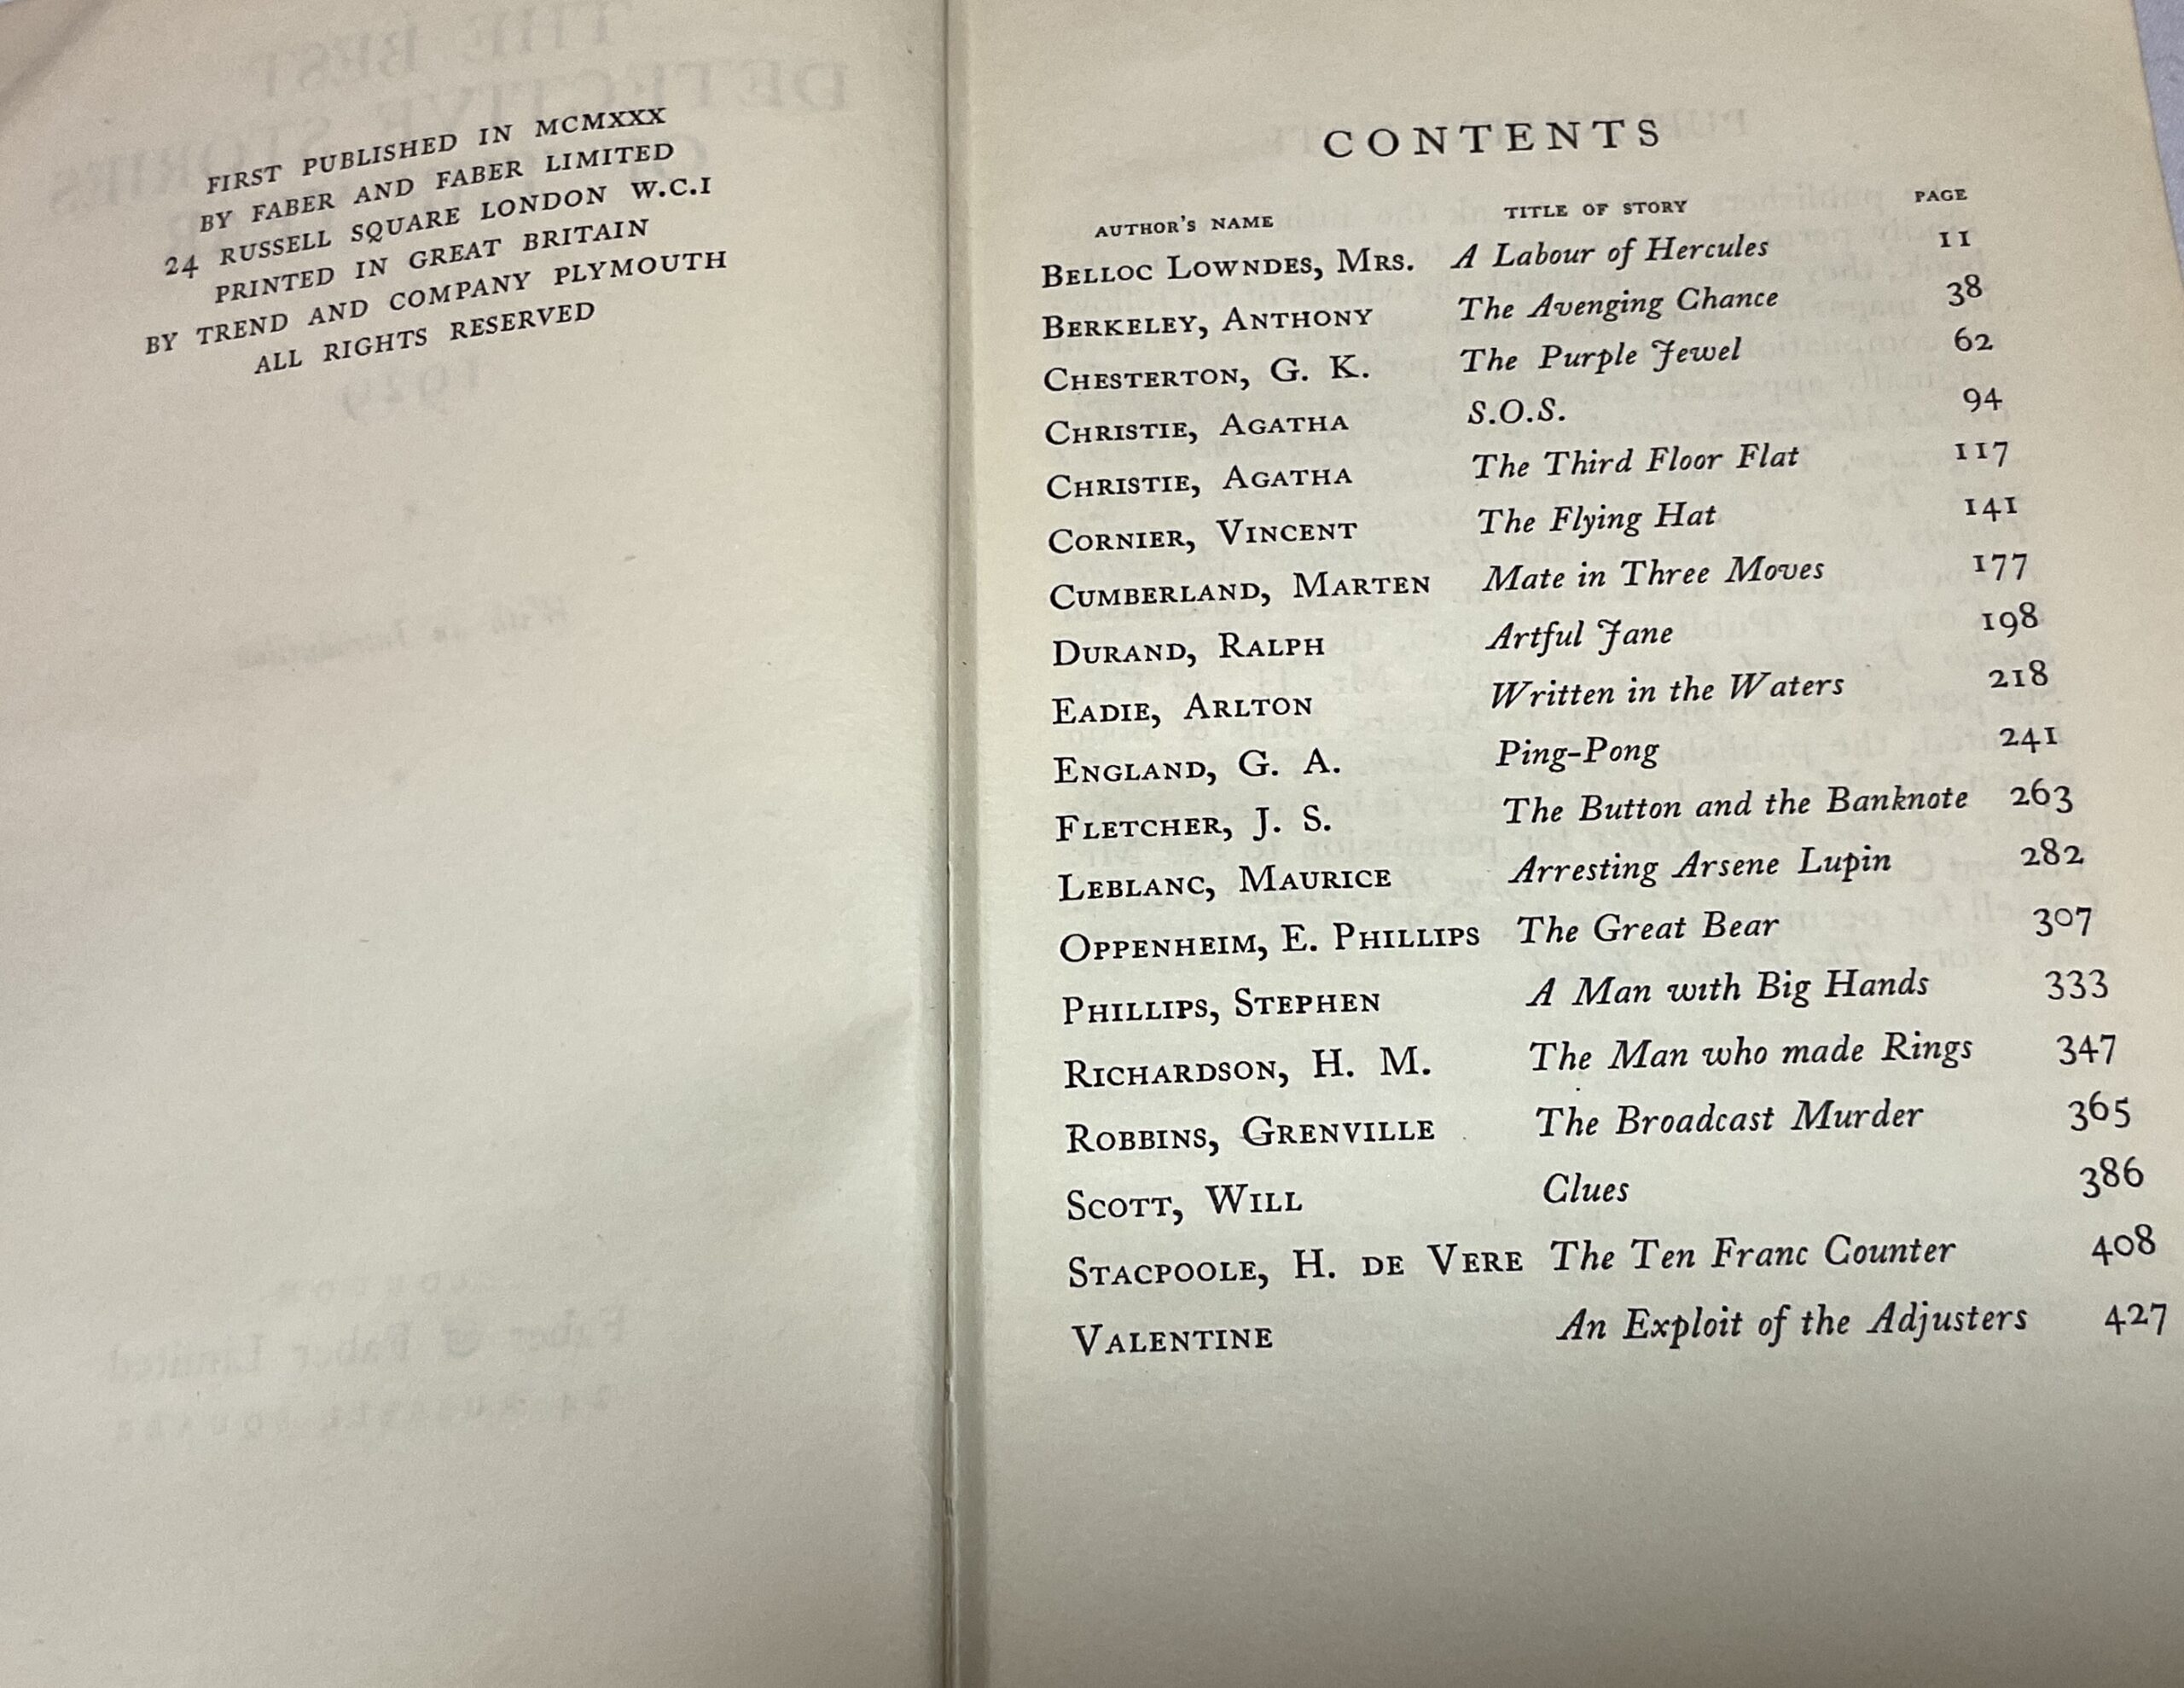 FIRST PUBLISHED IN MCMXXX
BY FABER AND FABER LIMITED
24 RUSSELL SQUARE LONDON W.C.I
PRINTED IN GREAT BRITAIN
BY TREND AND COMPANY PLYMOUTH
ALL RIGHTS RESERVED
CONTENTS
AUTHOR'S NAME TITLE OF STORY PAGE
BELLOC LOWNDES, MRS. A Labour of Hercules 11
BERKELEY, ANTHONY The Avenging Chance 38
CHESTERTON, G. K. The Purple Jewel 62
CHRISTIE, AGATHA S.O.S. 94
CHRISTIE, AGATHA The Third Floor Flat 117
CORNIER, VINCENT The Flying Hat 141
CUMBERLAND, MARTEN Mate in Three Moves 177
DURAND, RALPH Artful Jane 198
EADIE, ARLTON Written in the Waters 218
ENGLAND, G. A. Ping-Pong 241
FLETCHER, J. S. The Button and the Banknote 263
LEBLANC, MAURICE Arresting Arsene Lupin 282
OPPENHEIM, E. PHILLIPS The Great Bear 307
PHILLIPS, STEPHEN A Man with Big Hands 333
RICHARDSON, H. M. The Man who made Rings 347
ROBBINS, GRENVILLE The Broadcast Murder 365
SCOTT, WILL Clues 386
STACPOOLE, H. DE VERE The Ten Franc Counter 408
VALENTINE An Exploit of the Adjusters 427